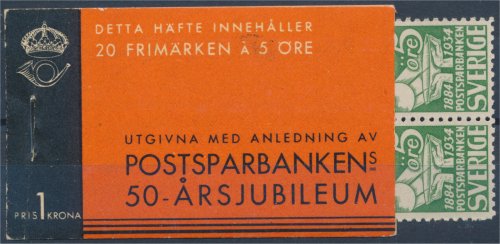 DETTA HÄFTE INNEHÅLLER
20 FRIMÄRKEN À 5 ÖRE
UTGIVNA MED ANLEDNING AV
POSTSPARBANKENS
50-ÅRSJUBILEUM
PRIS 1 KRONA
5 ÖRE
1884 1934
POSTSPARBANKEN
SVERIGE
5 ÖRE
1884 1934
POSTSPARBANKEN
SVERIGE